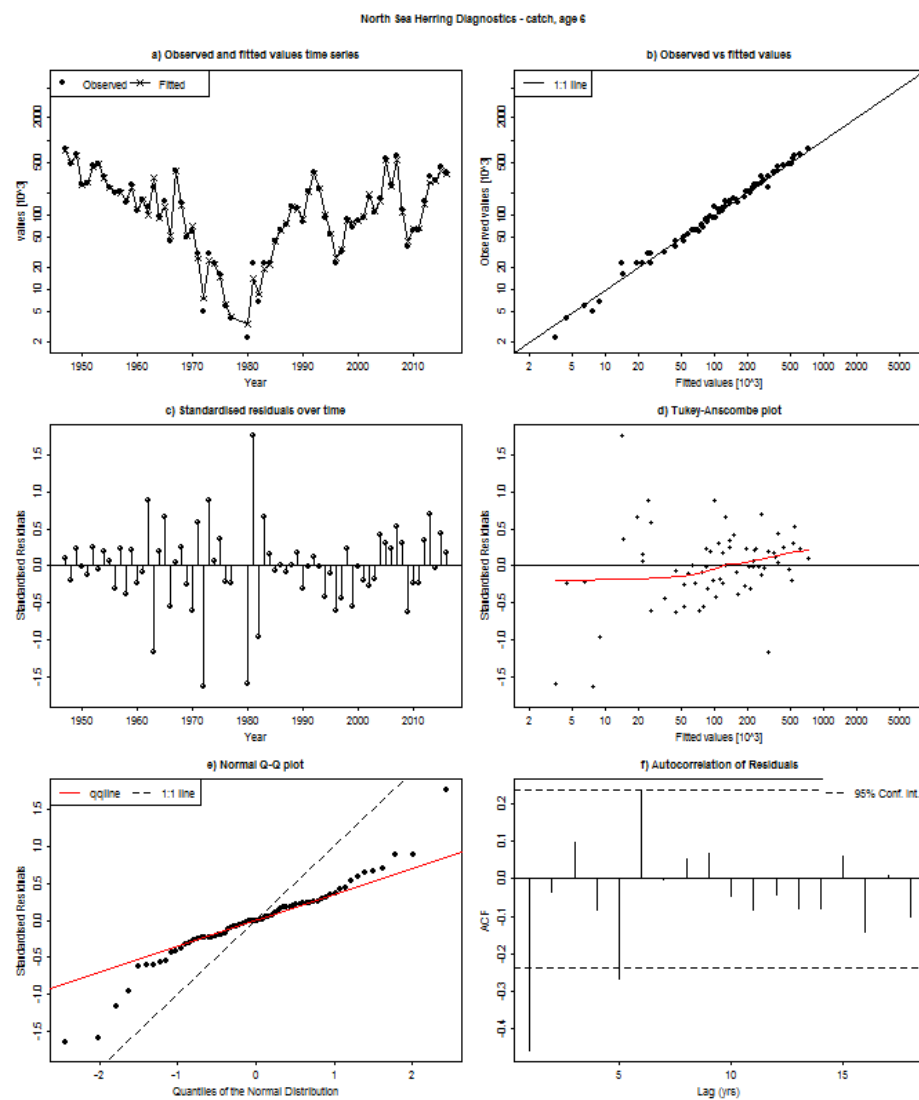 North Sea Herring Diagnostics - catch, age 6
a) Observed and fitted values time series
Observed Fitted
values [10^3]
2 5 10 20 50 100 500 2000
1950 1960 1970 1980 1990 2000 2010
Year
b) Observed vs fitted values
1:1 line
Observed values [10^3]
2 5 10 20 50 100 500 2000
2 5 10 20 50 100 200 500 1000 5000
Fitted values [10^3]
c) Standardised residuals over time
Standardised Residuals
-1.5 -1.0 -0.5 0.0 0.5 1.0 1.5
1950 1960 1970 1980 1990 2000 2010
Year
d) Tukey-Anscombe plot
Standardised Residuals
-1.5 -1.0 -0.5 0.0 0.5 1.0 1.5
2 5 10 20 50 100 200 500 1000 5000
Fitted values [10^3]
e) Normal Q-Q plot
qqline 1:1 line
Standardised Residuals
-1.5 -1.0 -0.5 0.0 0.5 1.0 1.5
-2 -1 0 1 2
Quantiles of the Normal Distribution
f) Autocorrelation of Residuals
95% Conf. Int.
ACF
-0.4 -0.3 -0.2 -0.1 0.0 0.1 0.2
5 10 15
Lag (yrs)